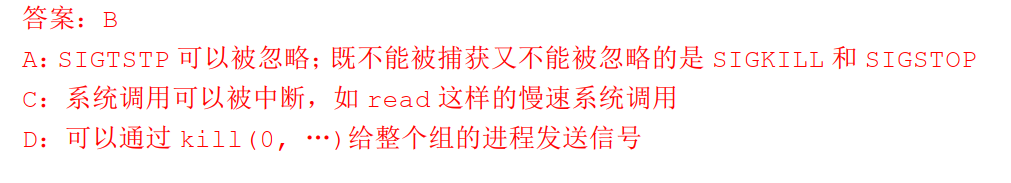 答案：B
A：SIGTSTP 可以被忽略；既不能被捕获又不能被忽略的是 SIGKILL 和 SIGSTOP
C：系统调用可以被中断，如 read 这样的慢速系统调用
D：可以通过 kill(0, …)给整个组的进程发送信号